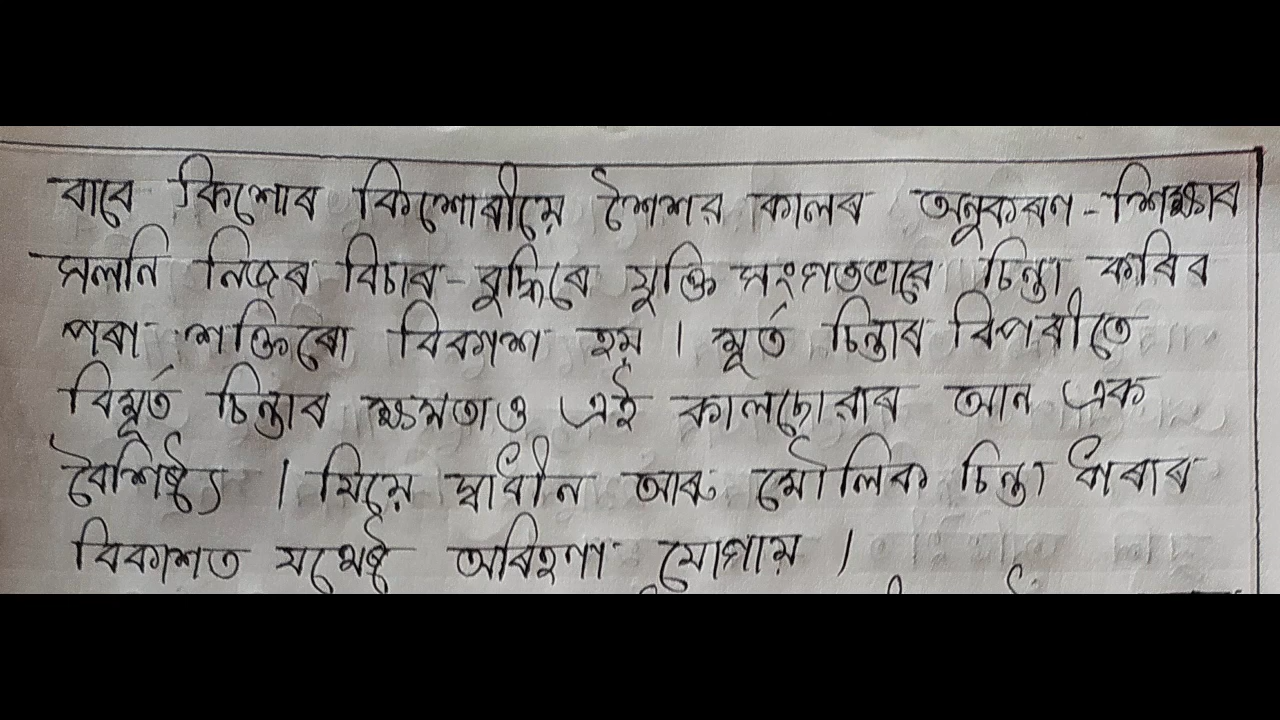 বাবে কিশোৰ কিশোৰীয়ে শৈশৱ কালৰ অনুকৰণ - শিক্ষাৰ
সলনি নিজৰ বিচাৰ - বুদ্ধিৰে যুক্তি সংগতভাৱে চিন্তা কৰিব
পৰা শক্তিৰো বিকাশ হয় । মূৰ্ত চিন্তাৰ বিপৰীতে
বিমূৰ্ত চিন্তাৰ ক্ষমতাও এই কালছোৱাৰ আন এক
বৈশিষ্ট্য । যিয়ে স্বাধীন আৰু মৌলিক চিন্তা ধাৰাৰ
বিকাশত যথেষ্ট অৰিহণা যোগায় ।